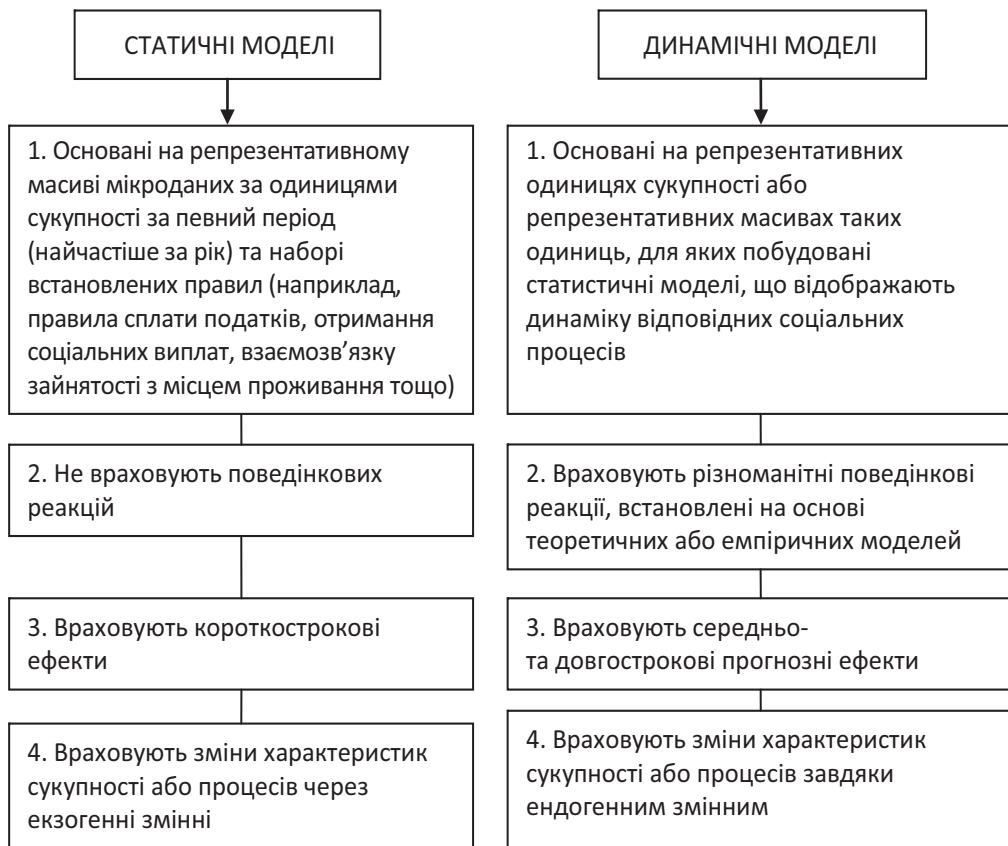 СТАТИЧНІ МОДЕЛІ
1. Основані на репрезентативному
масиві мікроданих за одиницями
сукупності за певний період
(найчастіше за рік) та наборі
встановлених правил (наприклад,
правила сплати податків, отримання
соціальних виплат, взаємозв’язку
зайнятості з місцем проживання тощо)
2. Не враховують поведінкових
реакцій
3. Враховують короткострокові
ефекти
4. Враховують зміни характеристик
сукупності або процесів через
екзогенні змінні
ДИНАМІЧНІ МОДЕЛІ
1. Основані на репрезентативних
одиницях сукупності або
репрезентативних масивах таких
одиниць, для яких побудовані
статистичні моделі, що відображають
динаміку відповідних соціальних
процесів
2. Враховують різноманітні поведінкові
реакції, встановлені на основі
теоретичних або емпіричних моделей
3. Враховують середньо-
та довгострокові прогнозні ефекти
4. Враховують зміни характеристик
сукупності або процесів завдяки
ендогенним змінним